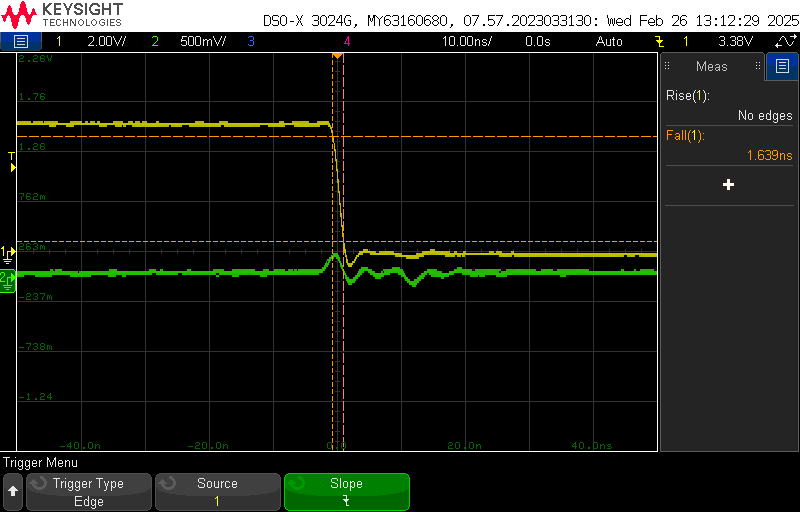 KEYSIGHT
TECHNOLOGIES
DSO-X 3024G, MY63160680, 07.57.2023033130: Wed Feb 26 13:12:29 2025
1 2.00V/ 2 500mV/ 3 4 10.00ns/ 0.0s Auto 1 3.38V
2.26V
1.76
1.26
762m
263m
-237m
-738m
-1.24
-40.0n -20.0n 0.0 20.0n 40.0ns
T
1
2
Meas
Rise(1):
No edges
Fall(1):
1.639ns
Trigger Menu
Trigger Type
Edge
Source
1
Slope